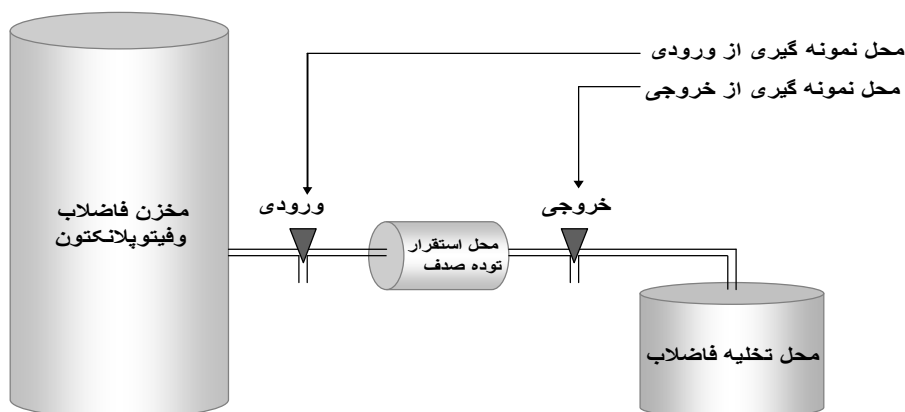 محل نمونه گیری از ورودی
محل نمونه گیری از خروجی
ورودی
خروجی
مخزن فاضلاب
وفیتوپلانکتون
محل استقرار
توده صدف
محل تخلیه فاضلاب